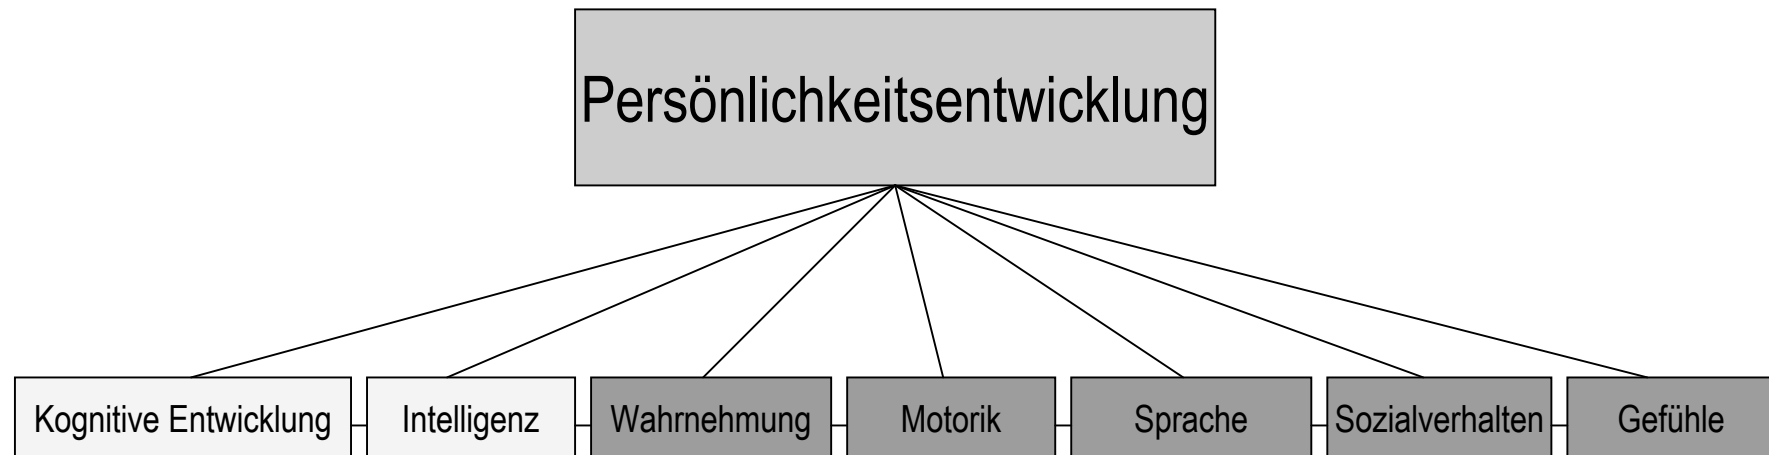 Persönlichkeitsentwicklung
Kognitive Entwicklung
Intelligenz
Wahrnehmung
Motorik
Sprache
Sozialverhalten
Gefühle